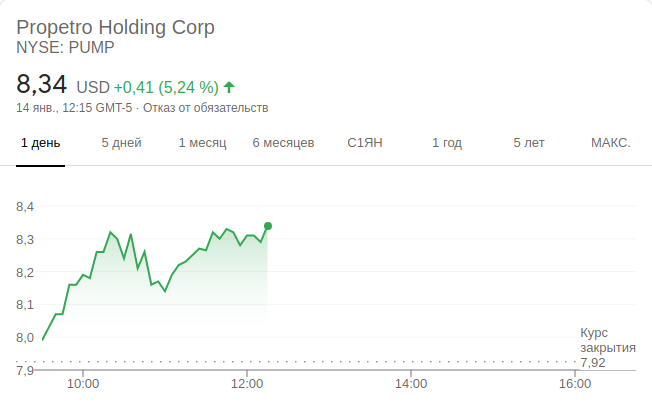 Propetro Holding Corp
NYSE: PUMP
8,34 USD +0,41 (5,24 %)
14 янв., 12:15 GMT-5 · Отказ от обязательств
1 день 5 дней 1 месяц 6 месяцев С1ЯН 1 год 5 лет МАКС.
8,4
8,3
8,2
8,1
8,0
7,9
Курс
закрытия
7,92
10:00 12:00 14:00 16:00